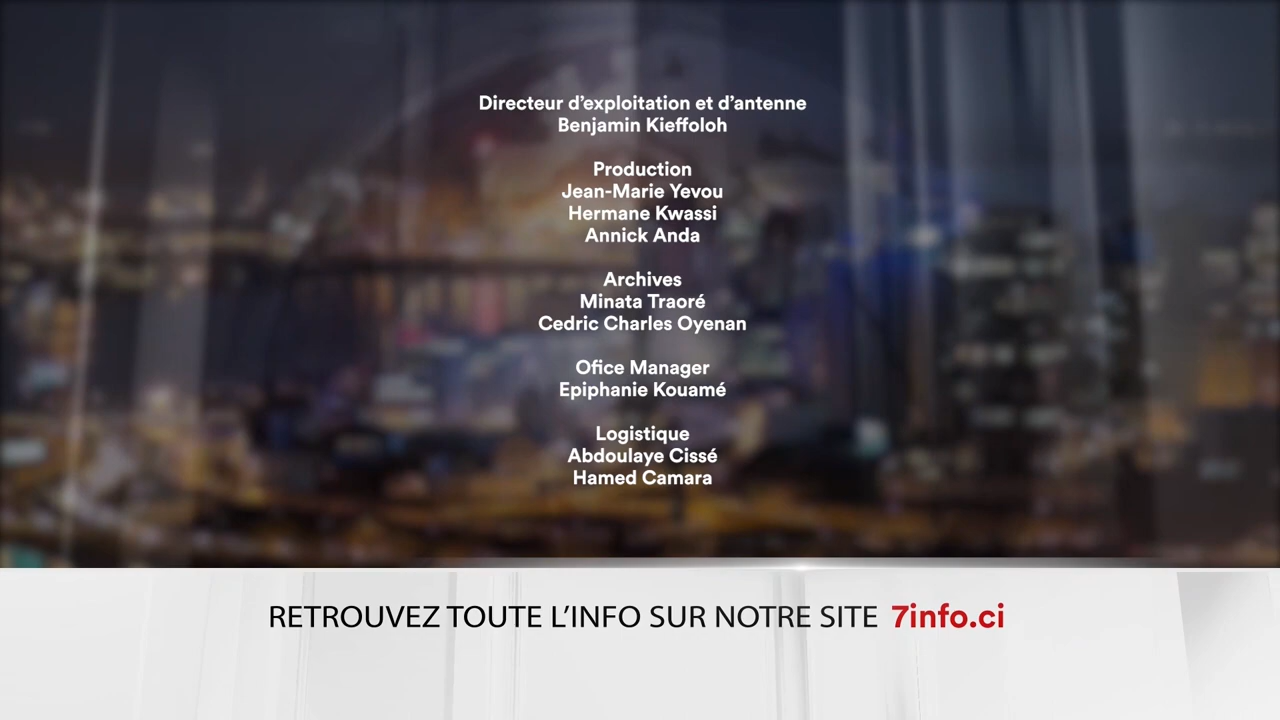 Directeur d’exploitation et d’antenne
Benjamin Kieffoloh
Production
Jean-Marie Yevou
Hermane Kwassi
Annick Anda
Archives
Minata Traoré
Cedric Charles Oyenan
Ofice Manager
Epiphanie Kouamé
Logistique
Abdoulaye Cissé
Hamed Camara
RETROUVEZ TOUTE L’INFO SUR NOTRE SITE 7info.ci